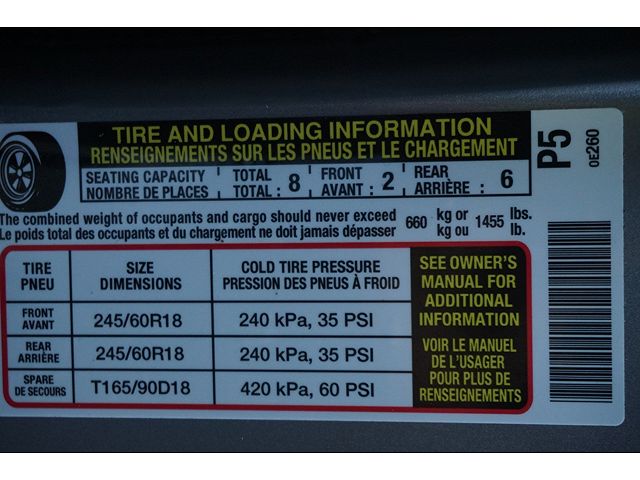 TIRE AND LOADING INFORMATION
RENSEIGNEMENTS SUR LES PNEUS ET LE CHARGEMENT
SEATING CAPACITY TOTAL FRONT REAR
NOMBRE DE PLACES TOTAL : 8 AVANT : 2 ARRIÈRE : 6
The combined weight of occupants and cargo should never exceed 660 kg or 1455 lbs.
Le poids total des occupants et du chargement ne doit jamais dépasser kg ou lb.
TIRE SIZE COLD TIRE PRESSURE
PNEU DIMENSIONS PRESSION DES PNEUS À FROID
FRONT
AVANT 245/60R18 240 kPa, 35 PSI
REAR
ARRIÈRE 245/60R18 240 kPa, 35 PSI
SPARE
DE SECOURS T165/90D18 420 kPa, 60 PSI
SEE OWNER'S
MANUAL FOR
ADDITIONAL
INFORMATION
VOIR LE MANUEL
DE L'USAGER
POUR PLUS DE
RENSEIGNEMENTS
P5
0E260